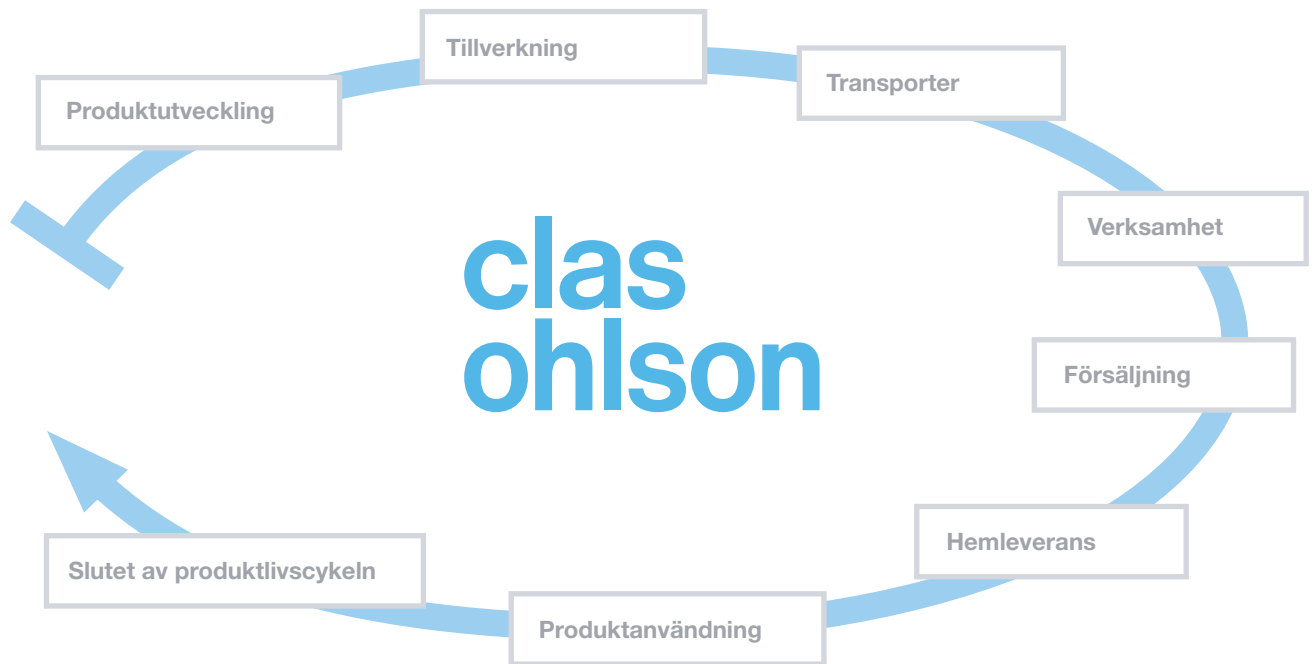 Tillverkning
Transporter
Produktutveckling
Verksamhet
clas
ohlson
Försäljning
Hemleverans
Slutet av produktlivscykeln
Produktanvändning